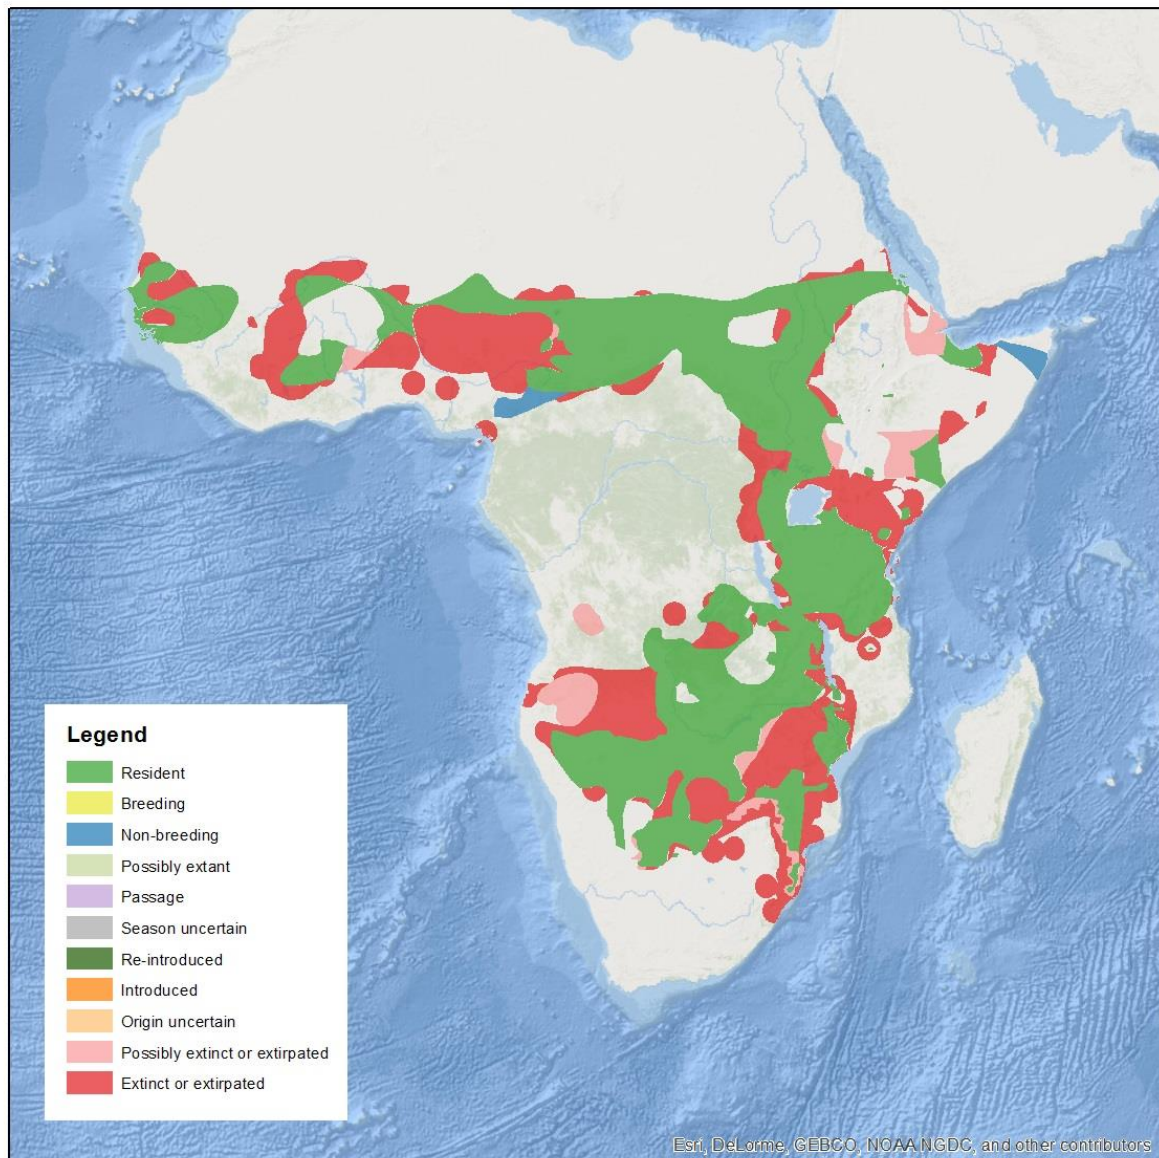 Legend
Resident
Breeding
Non-breeding
Possibly extant
Passage
Season uncertain
Re-introduced
Introduced
Origin uncertain
Possibly extinct or extirpated
Extinct or extirpated
Esri, DeLorme, GEBCO, NOAA NGDC, and other contributors